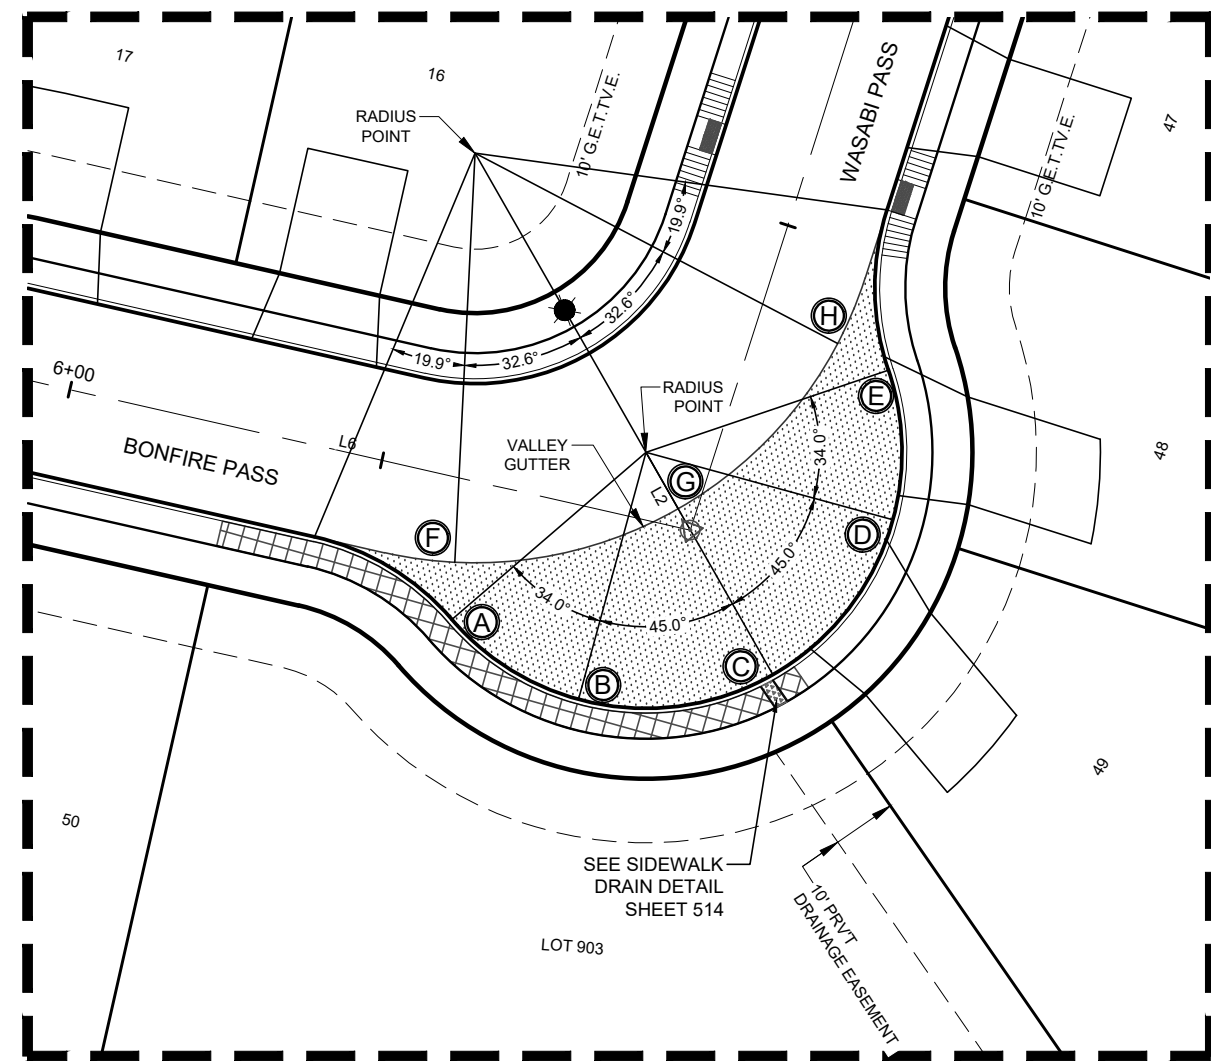 17
16
RADIUS
POINT
10' G.E.T.TV.E.
WASABI PASS
47
10' G.E.T.TV.E.
19.9°
32.6°
19.9°
32.6°
H
6+00
L6
BONFIRE PASS
RADIUS
POINT
E
VALLEY
GUTTER
34.0°
48
G
L2
F
D
34.0°
45.0°
45.0°
A
B
C
49
50
SEE SIDEWALK
DRAIN DETAIL
SHEET 514
10' PRV'T
DRAINAGE EASEMENT
LOT 903